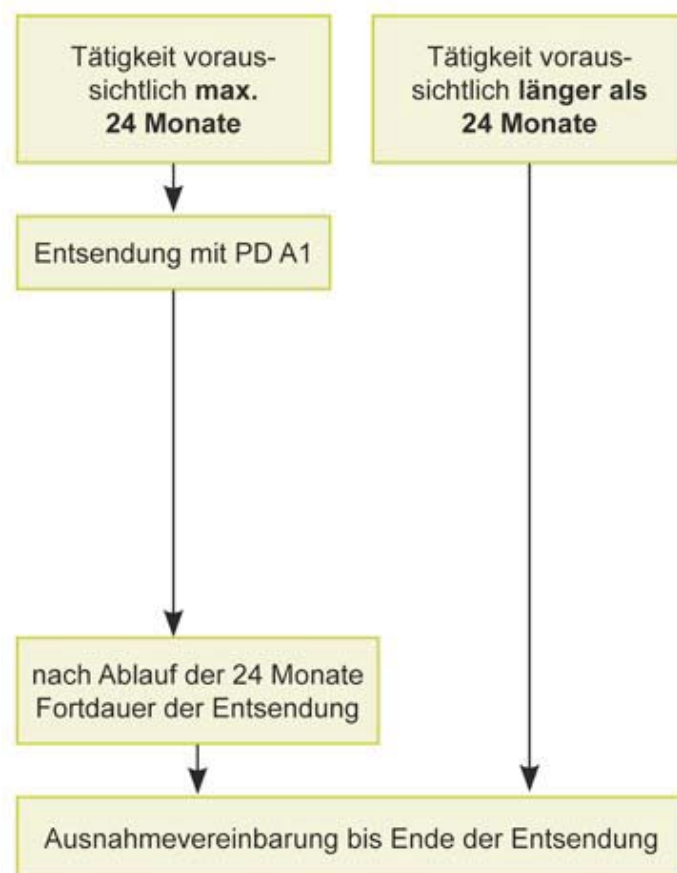 Tätigkeit voraus-
sichtlich max.
24 Monate
Tätigkeit voraus-
sichtlich länger als
24 Monate
Entsendung mit PD A1
nach Ablauf der 24 Monate
Fortdauer der Entsendung
Ausnahmevereinbarung bis Ende der Entsendung